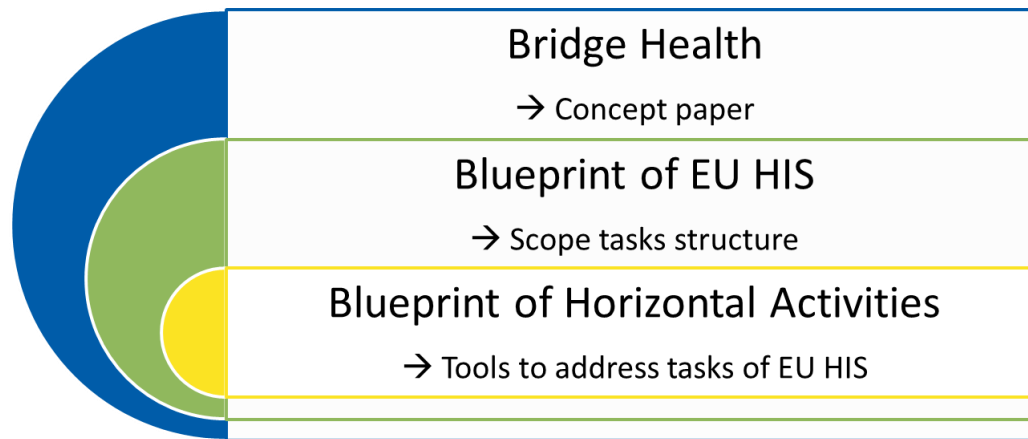 Bridge Health
→ Concept paper
Blueprint of EU HIS
→ Scope tasks structure
Blueprint of Horizontal Activities
→ Tools to address tasks of EU HIS